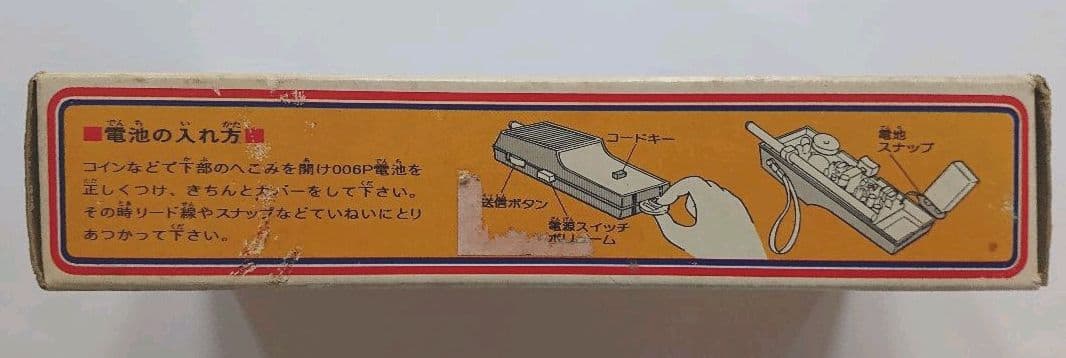 ■電池の入れ方■
コインなどで下部のへこみを開け006P電池を
正しくつけ、きちんとカバーをして下さい。
その時リード線やスナップなどていねいにとり
あつかって下さい。
コードキー
送信ボタン
電源スイッチ
ボリューム
電地
スナップ